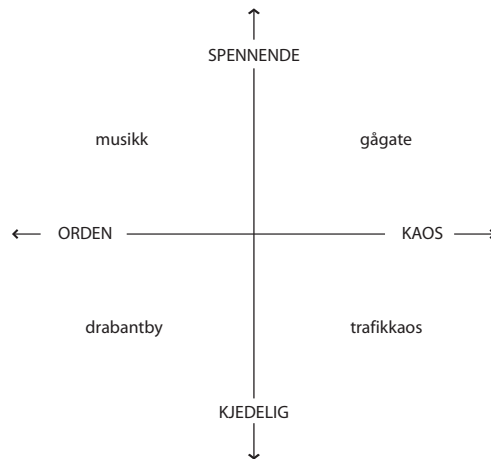 SPENNENDE
musikk
gågate
ORDEN
KAOS
drabantby
trafikkaos
KJEDELIG